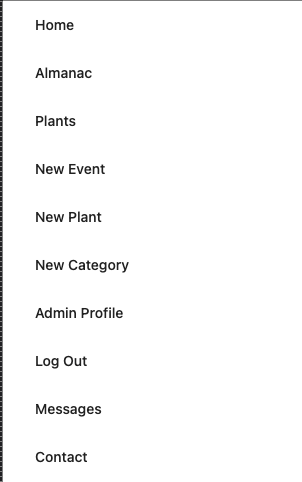 Home
Almanac
Plants
New Event
New Plant
New Category
Admin Profile
Log Out
Messages
Contact